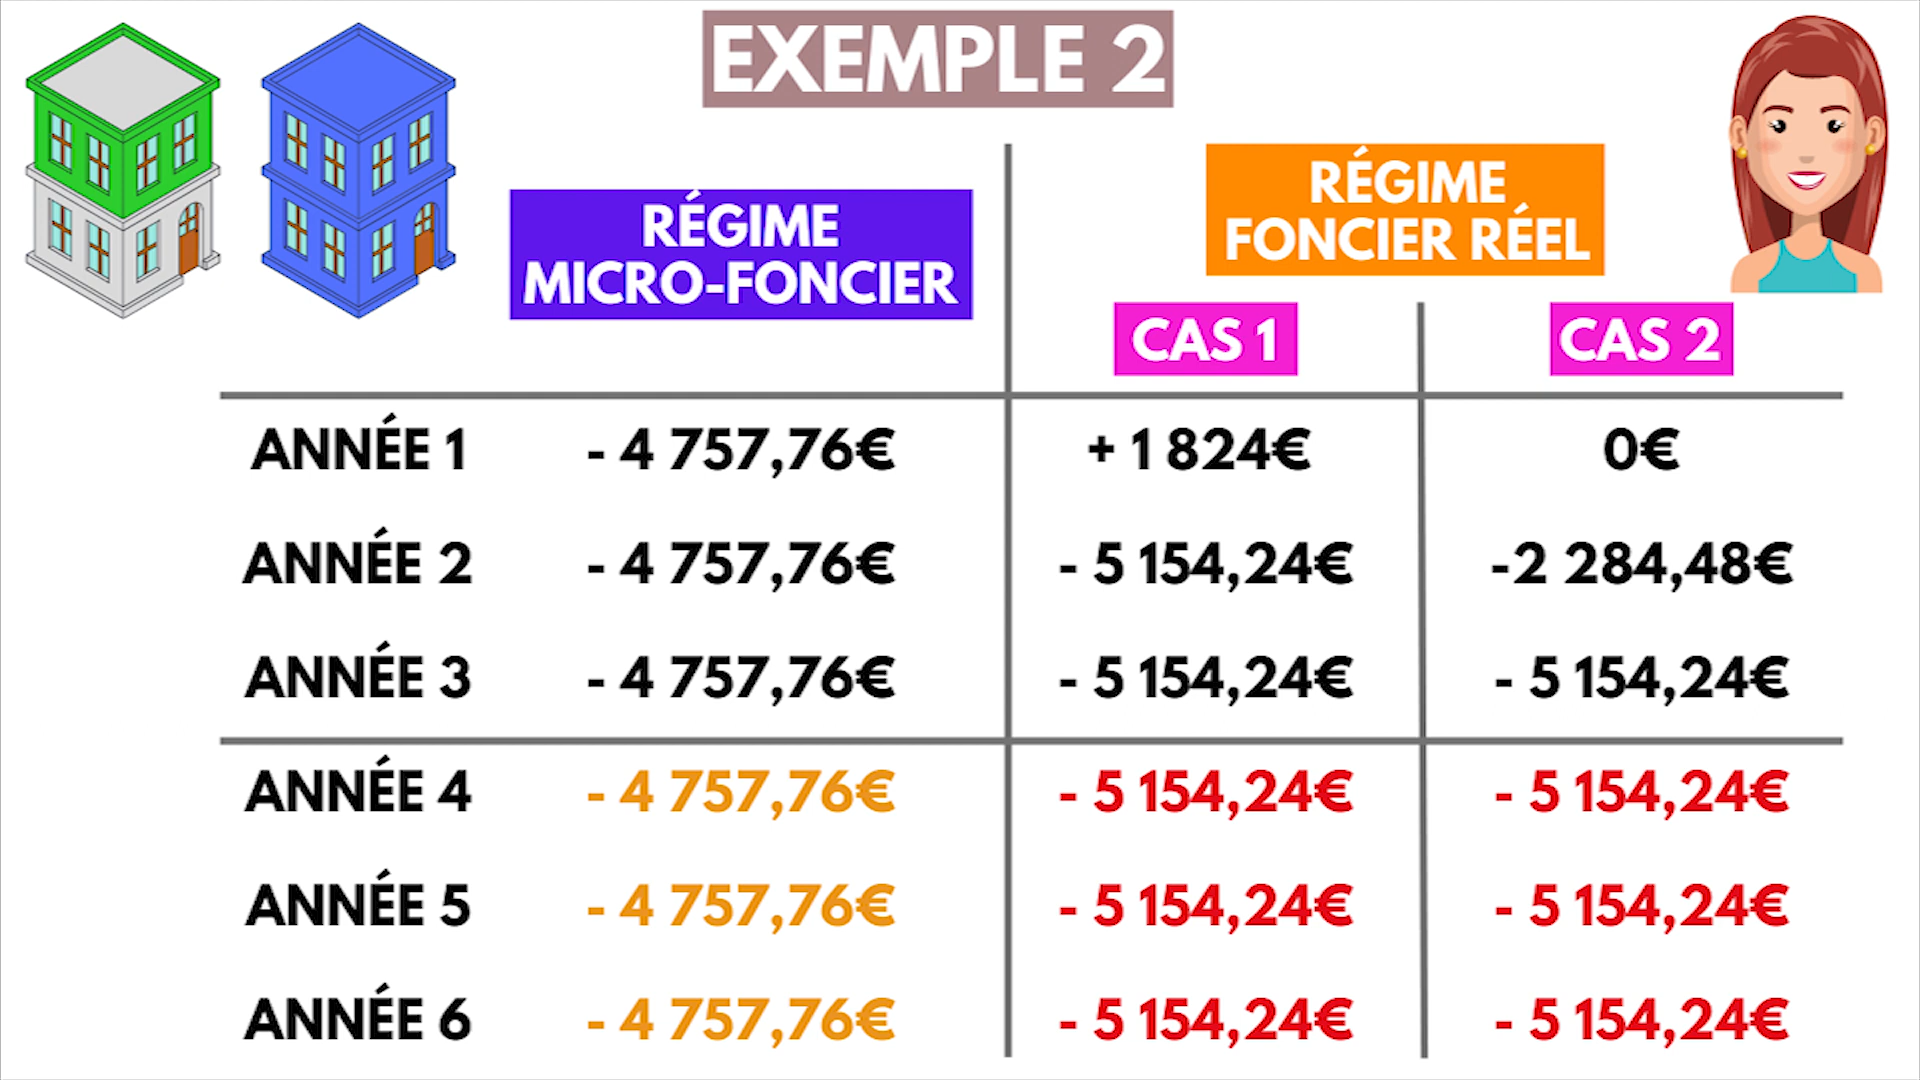 EXEMPLE 2
RÉGIME
MICRO-FONCIER
RÉGIME
FONCIER RÉEL
CAS 1 CAS 2
ANNÉE 1 - 4 757,76€ + 1 824€ 0€
ANNÉE 2 - 4 757,76€ - 5 154,24€ -2 284,48€
ANNÉE 3 - 4 757,76€ - 5 154,24€ - 5 154,24€
ANNÉE 4 - 4 757,76€ - 5 154,24€ - 5 154,24€
ANNÉE 5 - 4 757,76€ - 5 154,24€ - 5 154,24€
ANNÉE 6 - 4 757,76€ - 5 154,24€ - 5 154,24€